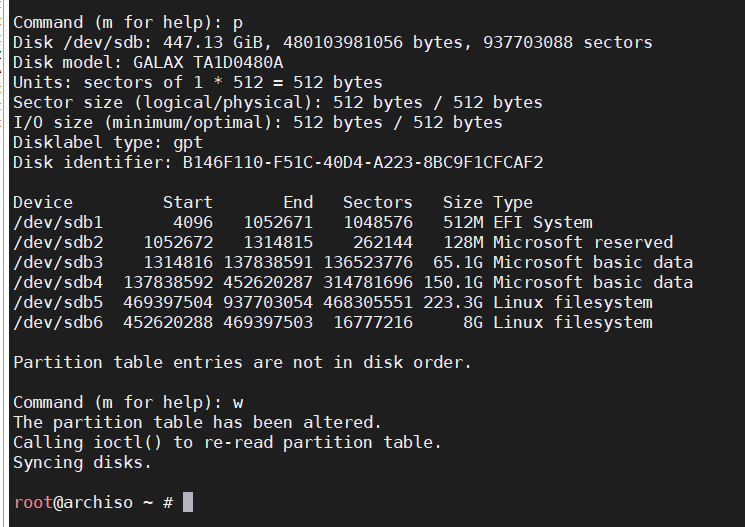 Command (m for help): p
Disk /dev/sdb: 447.13 GiB, 480103981056 bytes, 937703088 sectors
Disk model: GALAX TA1D0480A
Units: sectors of 1 * 512 = 512 bytes
Sector size (logical/physical): 512 bytes / 512 bytes
I/O size (minimum/optimal): 512 bytes / 512 bytes
Disklabel type: gpt
Disk identifier: B146F110-F51C-40D4-A223-8BC9F1CFCAF2
Device Start End Sectors Size Type
/dev/sdb1 4096 1052671 1048576 512M EFI System
/dev/sdb2 1052672 1314815 262144 128M Microsoft reserved
/dev/sdb3 1314816 137838591 136523776 65.1G Microsoft basic data
/dev/sdb4 137838592 452620287 314781696 150.1G Microsoft basic data
/dev/sdb5 469397504 937703054 468305551 223.3G Linux filesystem
/dev/sdb6 452620288 469397503 16777216 8G Linux filesystem
Partition table entries are not in disk order.
Command (m for help): w
The partition table has been altered.
Calling ioctl() to re-read partition table.
Syncing disks.
root@archiso ~ #